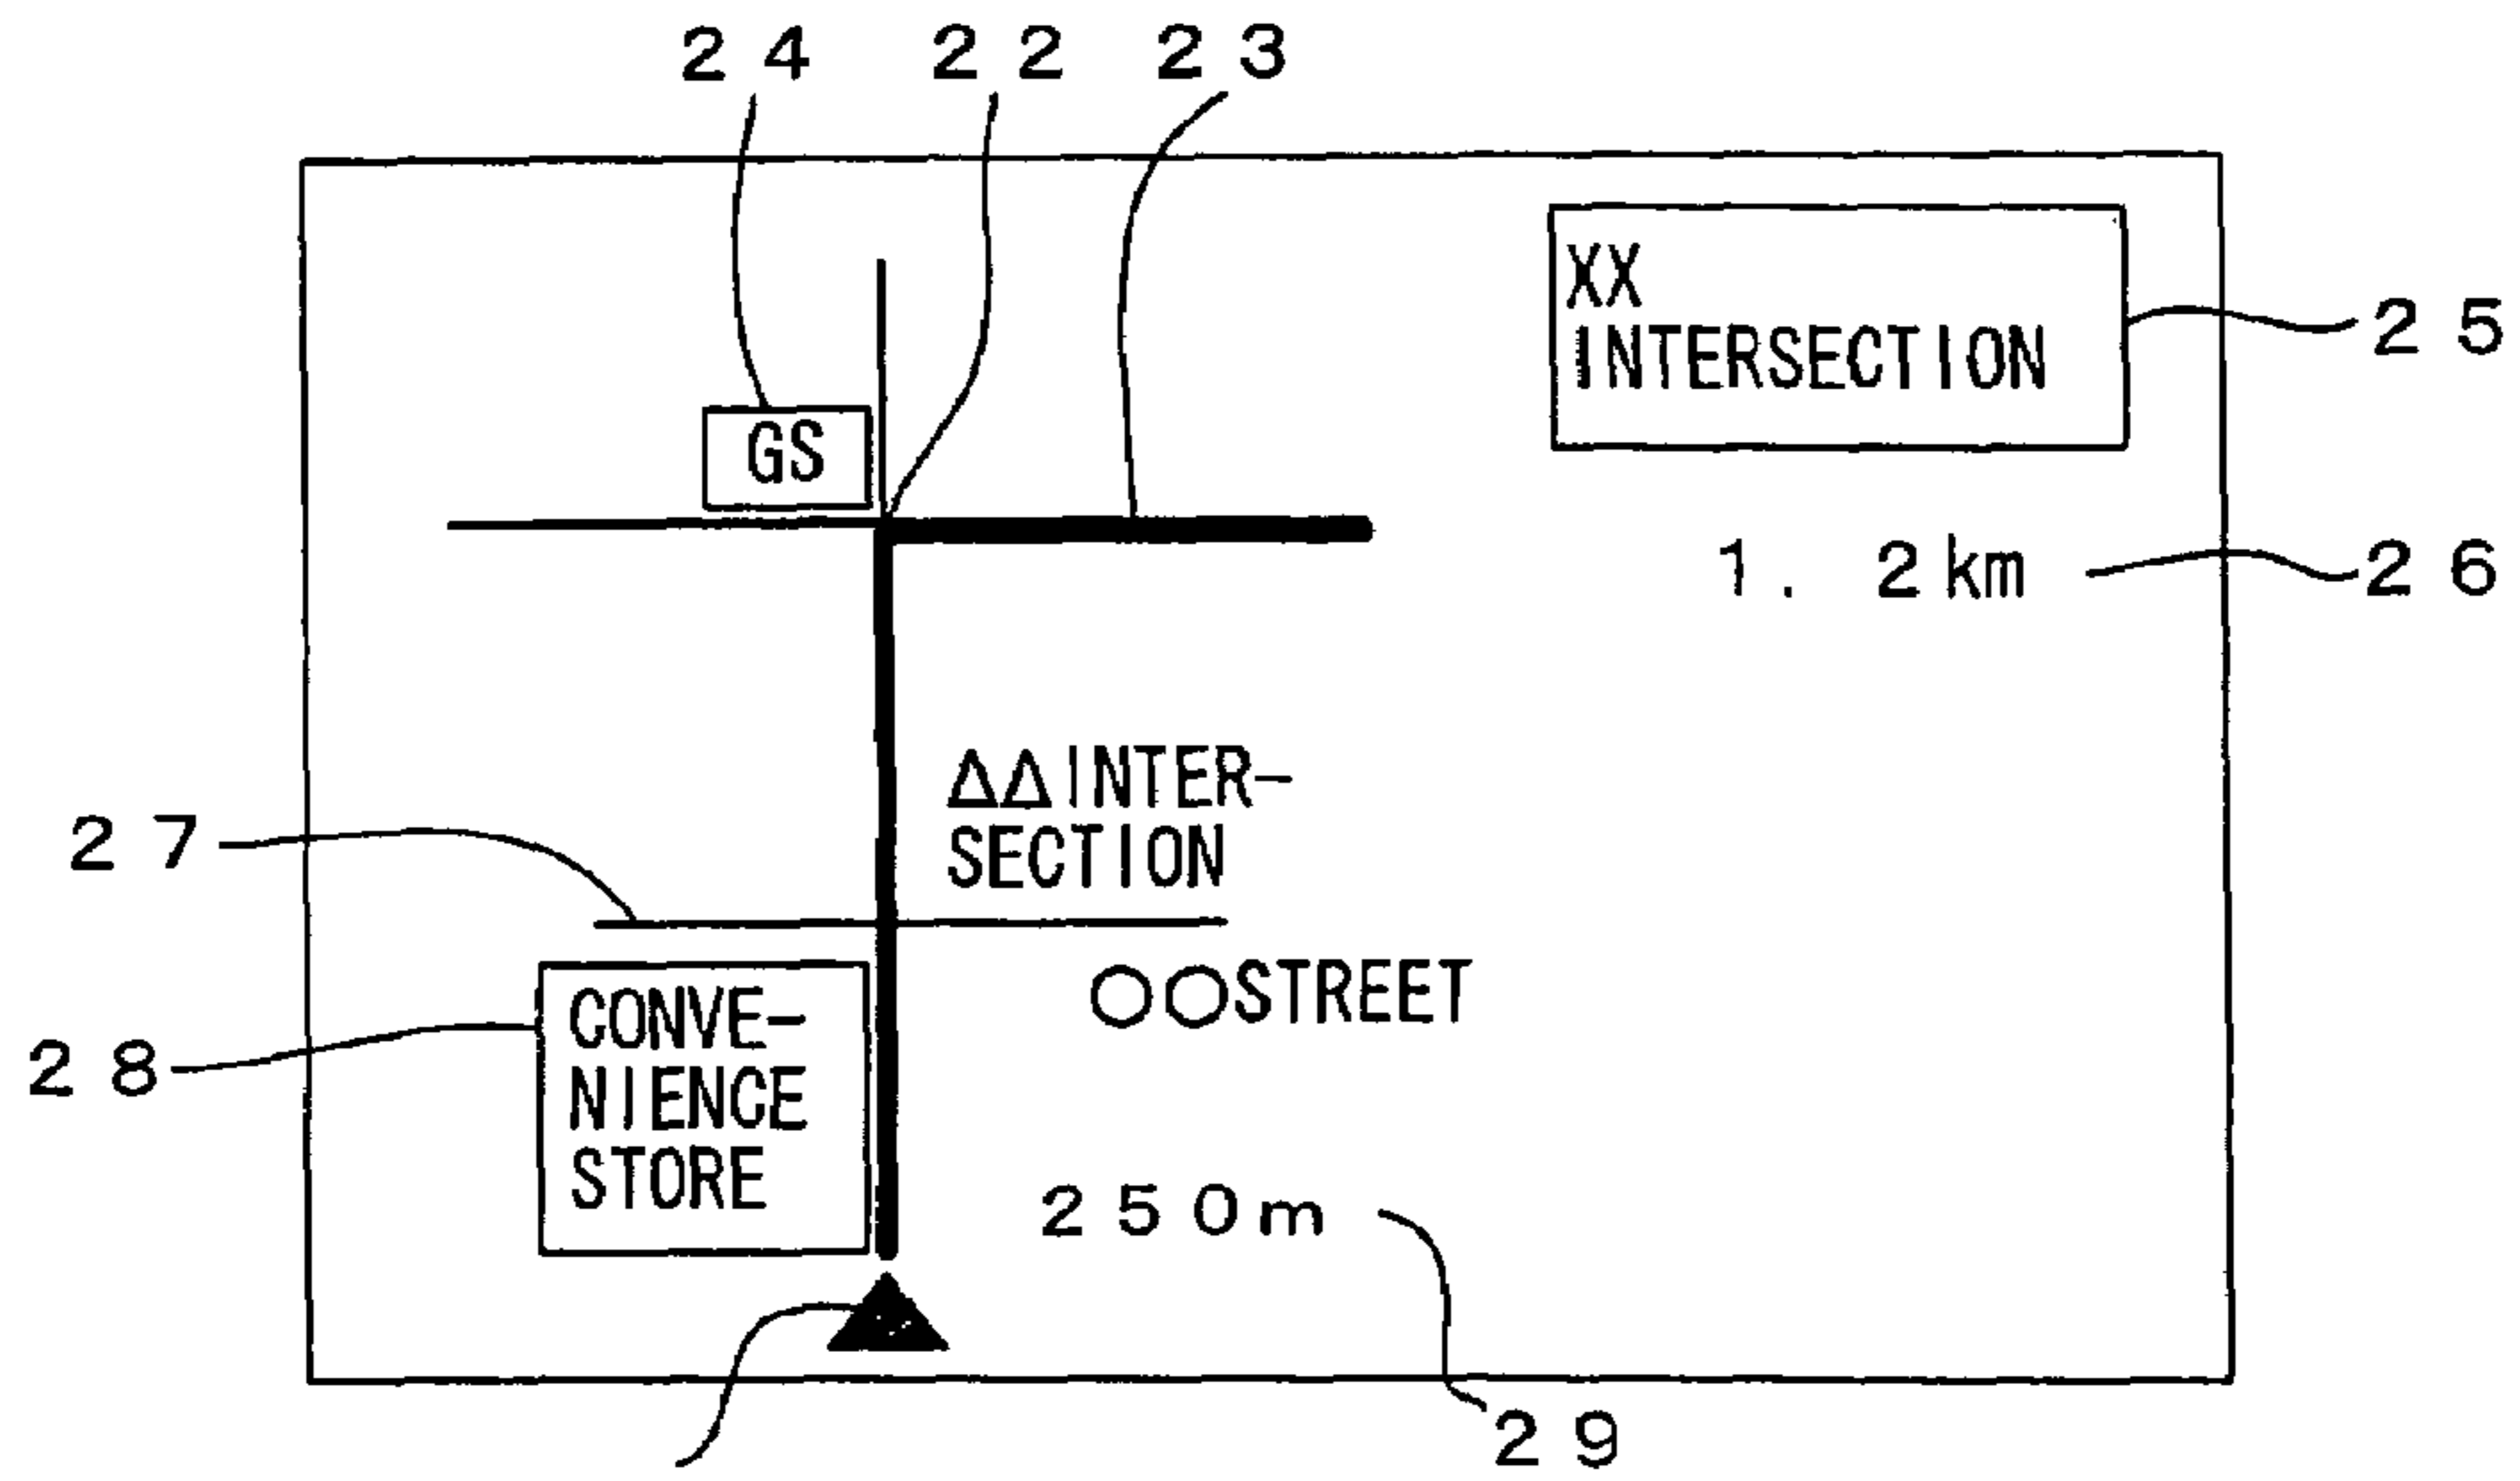 24 22 23
XX
INTERSECTION
25
GS
1. 2km
26
ΔΔINTER-
SECTION
27
○○STREET
CONVE-
NIENCE
STORE
28
250m
29